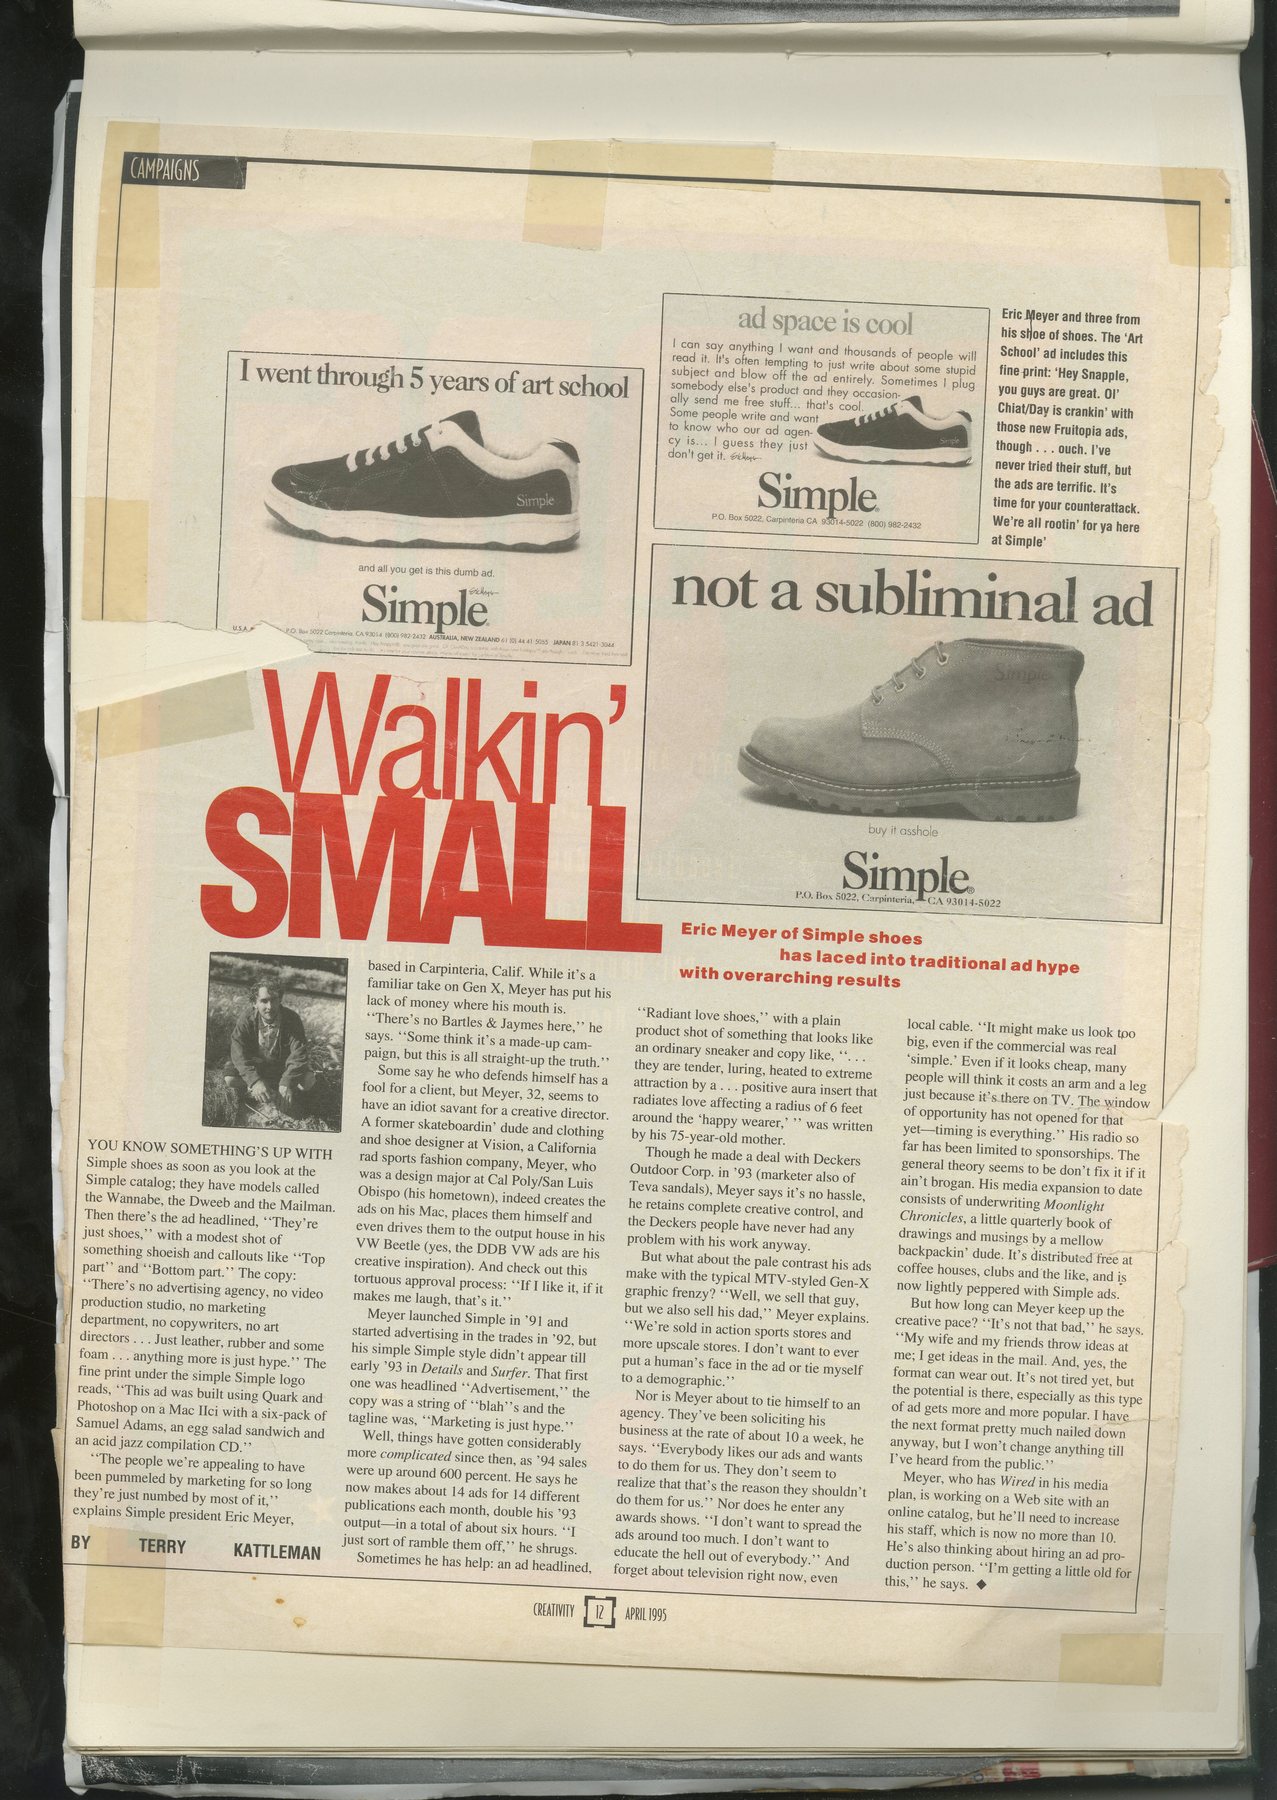 CAMPAIGNS
I went through 5 years of art school
Simple
and all you get is this dumb ad.
Simple
P.O. Box 5022 Carpinteria, CA 93014 (800) 982-2432 AUSTRALIA, NEW ZEALAND 61 (0) 44 41 5055 JAPAN 81 3 5421-3944
ad space is cool
I can say anything I want and thousands of people will
read it. It's often tempting to just write about some stupid
subject and blow off the ad entirely. Sometimes I plug
somebody else's product and they occasion-
ally send me free stuff... that's cool.
Some people write and want
to know who our ad agen-
cy is... I guess they just
don't get it.
Simple
Simple
P.O. Box 5022, Carpinteria CA 93014-5022 (800) 982-2432
Eric Meyer and three from
his shoe of shoes. The 'Art
School' ad includes this
fine print: 'Hey Snapple,
you guys are great. Ol'
Chiat/Day is crankin' with
those new Fruitopia ads,
though . . . ouch. I've
never tried their stuff, but
the ads are terrific. It's
time for your counterattack.
We're all rootin' for ya here
at Simple'
not a subliminal ad
Simple
buy it asshole
Simple®
P.O. Box 5022, Carpinteria, CA 93014-5022
Walkin'
SMALL
Eric Meyer of Simple shoes
has laced into traditional ad hype
with overarching results
YOU KNOW SOMETHING'S UP WITH
Simple shoes as soon as you look at the
Simple catalog; they have models called
the Wannabe, the Dweeb and the Mailman.
Then there's the ad headlined, "They're
just shoes," with a modest shot of
something shoeish and callouts like "Top
part" and "Bottom part." The copy:
"There's no advertising agency, no video
production studio, no marketing
department, no copywriters, no art
directors . . . Just leather, rubber and some
foam . . . anything more is just hype." The
fine print under the simple Simple logo
reads, "This ad was built using Quark and
Photoshop on a Mac IIci with a six-pack of
Samuel Adams, an egg salad sandwich and
an acid jazz compilation CD."
"The people we're appealing to have
been pummeled by marketing for so long
they're just numbed by most of it,"
explains Simple president Eric Meyer,
BY TERRY KATTLEMAN
based in Carpinteria, Calif. While it's a
familiar take on Gen X, Meyer has put his
lack of money where his mouth is.
"There's no Bartles & Jaymes here," he
says. "Some think it's a made-up cam-
paign, but this is all straight-up the truth."
Some say he who defends himself has a
fool for a client, but Meyer, 32, seems to
have an idiot savant for a creative director.
A former skateboardin' dude and clothing
and shoe designer at Vision, a California
rad sports fashion company, Meyer, who
was a design major at Cal Poly/San Luis
Obispo (his hometown), indeed creates the
ads on his Mac, places them himself and
even drives them to the output house in his
VW Beetle (yes, the DDB VW ads are his
creative inspiration). And check out this
tortuous approval process: "If I like it, if it
makes me laugh, that's it."
Meyer launched Simple in '91 and
started advertising in the trades in '92, but
his simple Simple style didn't appear till
early '93 in Details and Surfer. That first
one was headlined "Advertisement," the
copy was a string of "blah"s and the
tagline was, "Marketing is just hype."
Well, things have gotten considerably
more complicated since then, as '94 sales
were up around 600 percent. He says he
now makes about 14 ads for 14 different
publications each month, double his '93
output—in a total of about six hours. "I
just sort of ramble them off," he shrugs.
Sometimes he has help: an ad headlined,
"Radiant love shoes," with a plain
product shot of something that looks like
an ordinary sneaker and copy like, ". . .
they are tender, luring, heated to extreme
attraction by a . . . positive aura insert that
radiates love affecting a radius of 6 feet
around the 'happy wearer,' " was written
by his 75-year-old mother.
Though he made a deal with Deckers
Outdoor Corp. in '93 (marketer also of
Teva sandals), Meyer says it's no hassle,
he retains complete creative control, and
the Deckers people have never had any
problem with his work anyway.
But what about the pale contrast his ads
make with the typical MTV-styled Gen-X
graphic frenzy? "Well, we sell that guy,
but we also sell his dad," Meyer explains.
"We're sold in action sports stores and
more upscale stores. I don't want to ever
put a human's face in the ad or tie myself
to a demographic."
Nor is Meyer about to tie himself to an
agency. They've been soliciting his
business at the rate of about 10 a week, he
says. "Everybody likes our ads and wants
to do them for us. They don't seem to
realize that that's the reason they shouldn't
do them for us." Nor does he enter any
awards shows. "I don't want to spread the
ads around too much. I don't want to
educate the hell out of everybody." And
forget about television right now, even
local cable. "It might make us look too
big, even if the commercial was real
'simple.' Even if it looks cheap, many
people will think it costs an arm and a leg
just because it's there on TV. The window
of opportunity has not opened for that
yet—timing is everything." His radio so
far has been limited to sponsorships. The
general theory seems to be don't fix it if it
ain't brogan. His media expansion to date
consists of underwriting Moonlight
Chronicles, a little quarterly book of
drawings and musings by a mellow
backpackin' dude. It's distributed free at
coffee houses, clubs and the like, and is
now lightly peppered with Simple ads.
But how long can Meyer keep up the
creative pace? "It's not that bad," he says.
"My wife and my friends throw ideas at
me; I get ideas in the mail. And, yes, the
format can wear out. It's not tired yet, but
the potential is there, especially as this type
of ad gets more and more popular. I have
the next format pretty much nailed down
anyway, but I won't change anything till
I've heard from the public."
Meyer, who has Wired in his media
plan, is working on a Web site with an
online catalog, but he'll need to increase
his staff, which is now no more than 10.
He's also thinking about hiring an ad pro-
duction person. "I'm getting a little old for
this," he says. ◆
CREATIVITY 12 APRIL 1995